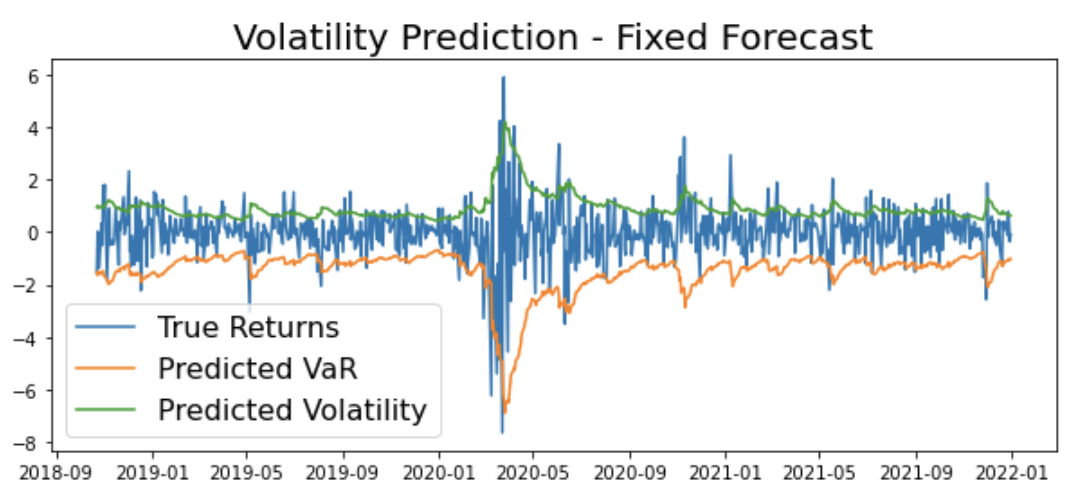 Volatility Prediction - Fixed Forecast
6
4
2
0
−2
−4
−6
−8
True Returns
Predicted VaR
Predicted Volatility
2018-09 2019-01 2019-05 2019-09 2020-01 2020-05 2020-09 2021-01 2021-05 2021-09 2022-01